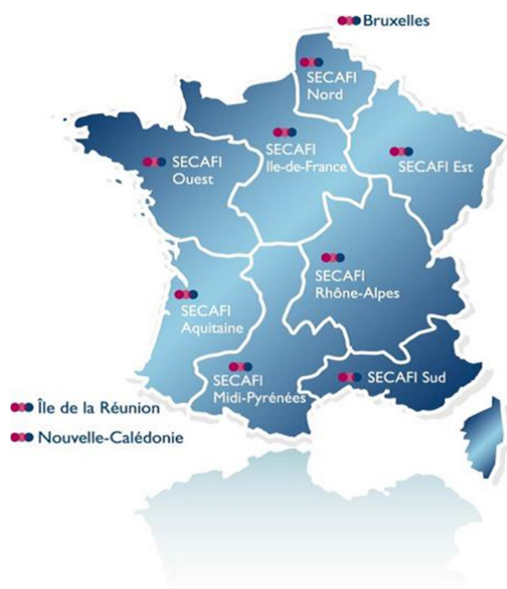 Bruxelles
SECAFI
Nord
SECAFI
Ile-de-France
SECAFI
Ouest
SECAFI Est
SECAFI
Rhône-Alpes
SECAFI
Aquitaine
SECAFI
Midi-Pyrénées
SECAFI Sud
Île de la Réunion
Nouvelle-Calédonie